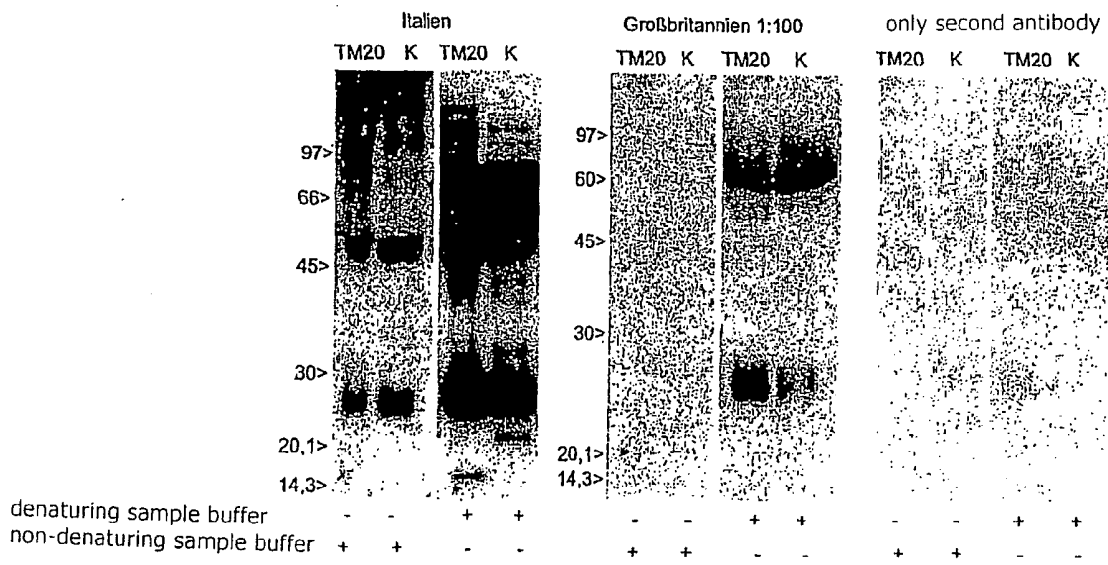 Italien
Großbritannien 1:100
only second antibody
TM20 K TM20 K
TM20 K TM20 K
TM20 K TM20 K
97>
66>
45>
30>
20,1>
14,3>
97>
60>
45>
30>
20,1>
14,3>
denaturing sample buffer - - + + - - + + - - + +
non-denaturing sample buffer + + - - + + - - + + - -